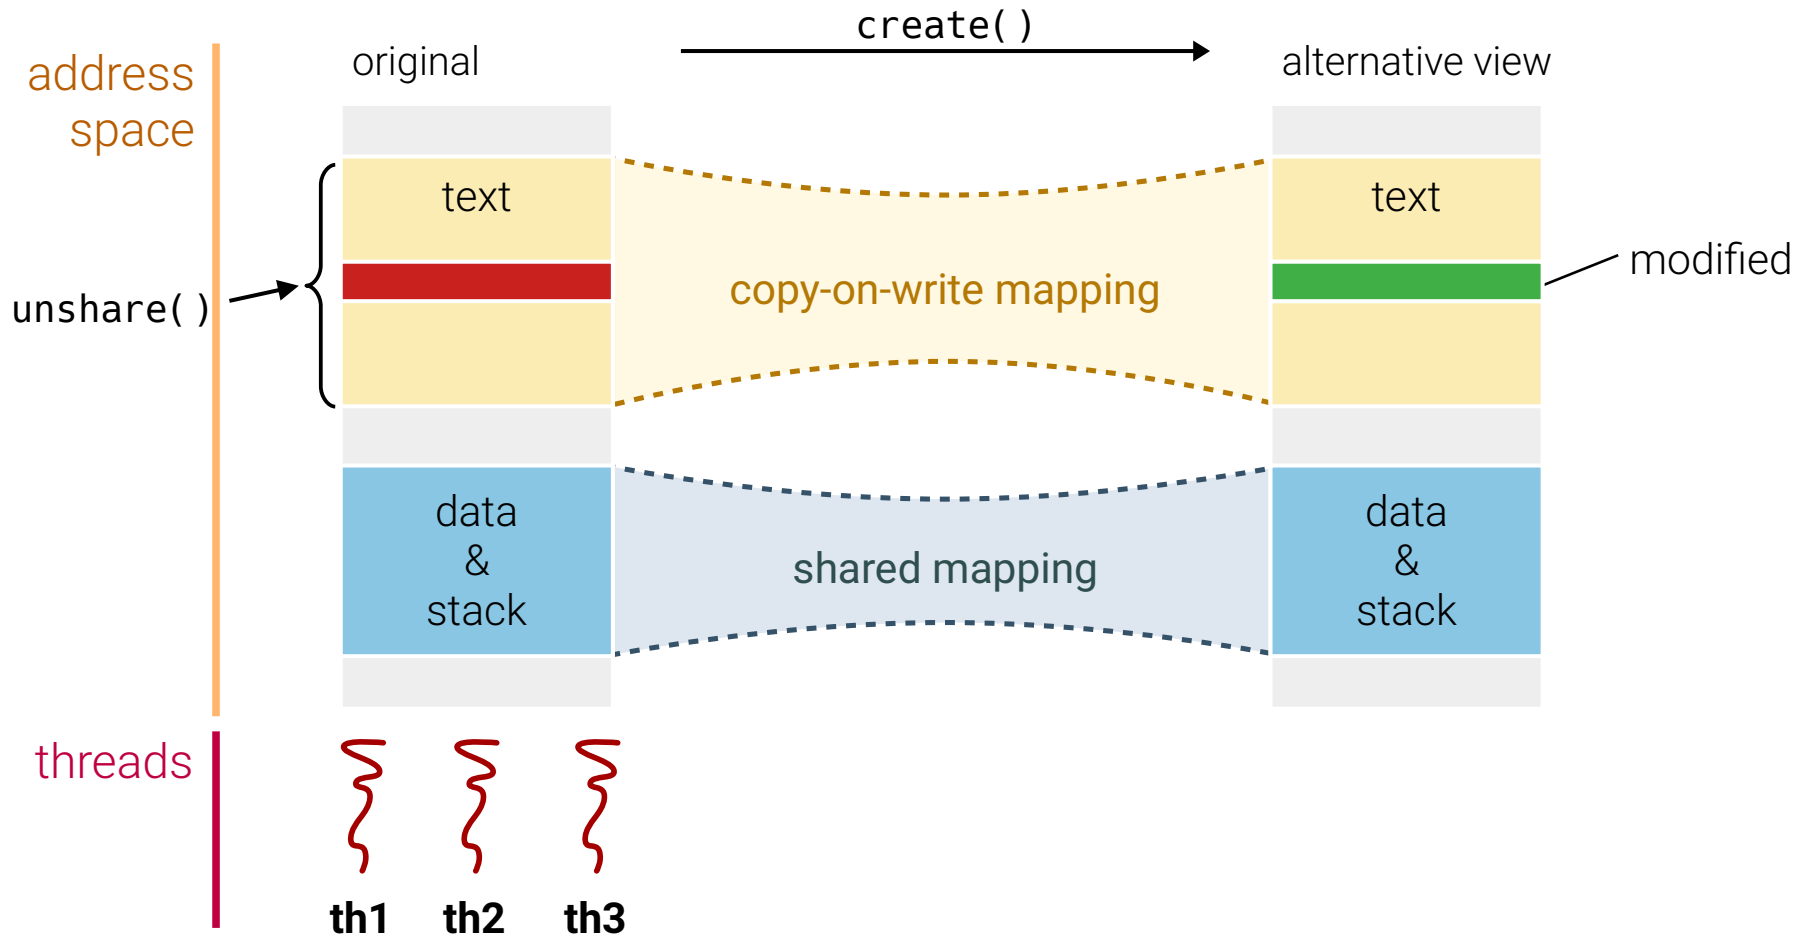 create()
original
alternative view
address
space
text
text
modified
unshare()
copy-on-write mapping
data
&
stack
shared mapping
data
&
stack
threads
th1 th2 th3